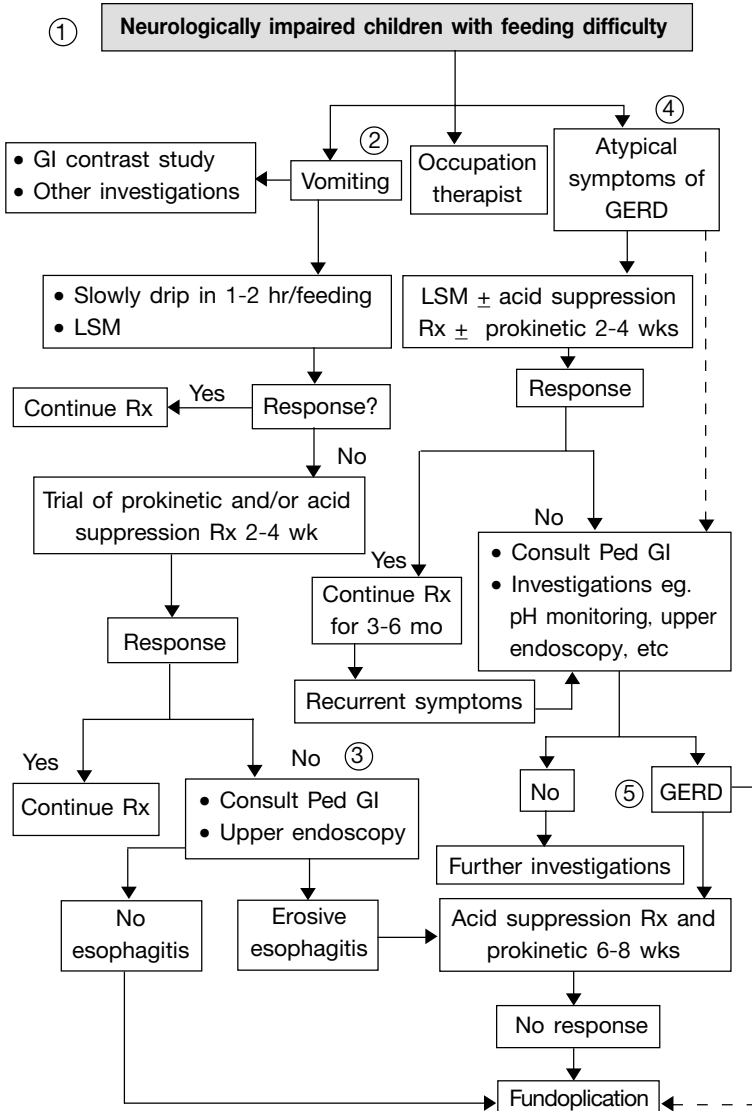 ① Neurologically impaired children with feeding difficulty
②
④
• GI contrast study
• Other investigations
Vomiting
Occupation
therapist
Atypical
symptoms of
GERD
• Slowly drip in 1-2 hr/feeding
• LSM
LSM ± acid suppression
Rx ± prokinetic 2-4 wks
Continue Rx
Yes
Response?
Response
No
Trial of prokinetic and/or acid
suppression Rx 2-4 wk
Yes
No
Continue Rx
for 3-6 mo
• Consult Ped GI
• Investigations eg.
pH monitoring, upper
endoscopy, etc
Response
Recurrent symptoms
Yes
No ③
Continue Rx
• Consult Ped GI
• Upper endoscopy
No
⑤ GERD
Further investigations
No
esophagitis
Erosive
esophagitis
Acid suppression Rx and
prokinetic 6-8 wks
No response
Fundoplication